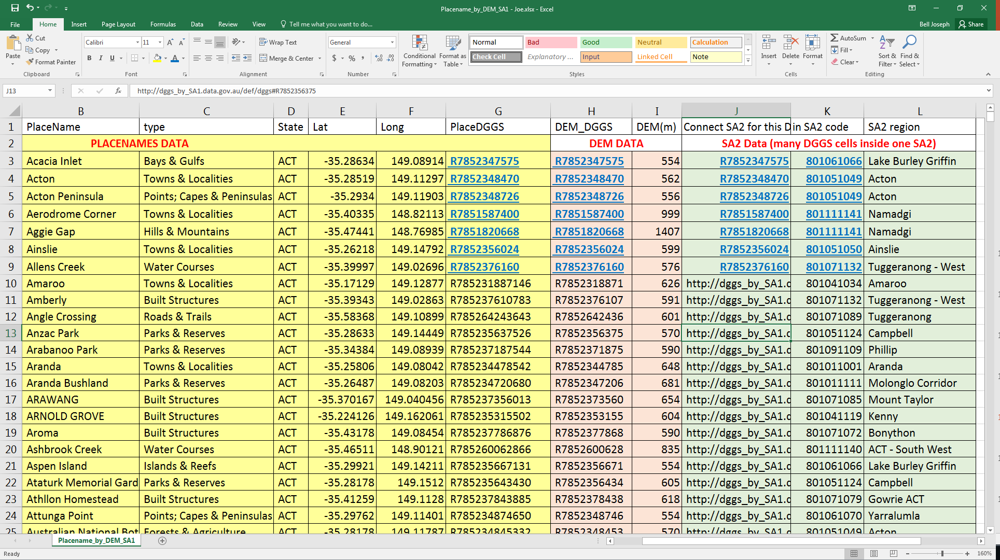 Placename_by_DEM_SA1 - Joe.xlsx - Excel
File Home Insert Page Layout Formulas Data Review View Tell me what you want to do... Bell Joseph Share
Paste Cut Copy Format Painter Clipboard
Calibri 11 B I U Font
Wrap Text Merge & Center Alignment
General $ % , Number
Conditional Formatting Format as Table
Normal Bad Good Neutral Calculation
Check Cell Explanatory ... Input Linked Cell Note
Styles
Insert Delete Format Cells
AutoSum Fill Clear Sort & Filter Find & Select Editing
J13 fx http://dggs_by_SA1.data.gov.au/def/dggs#R7852356375
B C D E F G H I J K L
1 PlaceName type State Lat Long PlaceDGGS DEM_DGGS DEM(m) Connect SA2 for this D in SA2 code SA2 region
2 PLACENAMES DATA DEM DATA SA2 Data (many DGGS cells inside one SA2)
3 Acacia Inlet Bays & Gulfs ACT -35.28634 149.08914 R7852347575 R7852347575 554 R7852347575 801061066 Lake Burley Griffin
4 Acton Towns & Localities ACT -35.28519 149.11297 R7852348470 R7852348470 562 R7852348470 801051049 Acton
5 Acton Peninsula Points; Capes & Peninsulas ACT -35.2934 149.11903 R7852348726 R7852348726 556 R7852348726 801051049 Acton
6 Aerodrome Corner Towns & Localities ACT -35.40335 148.82113 R7851587400 R7851587400 999 R7851587400 801111141 Namadgi
7 Aggie Gap Hills & Mountains ACT -35.47441 148.76985 R7851820668 R7851820668 1407 R7851820668 801111141 Namadgi
8 Ainslie Towns & Localities ACT -35.26218 149.14792 R7852356024 R7852356024 599 R7852356024 801051050 Ainslie
9 Allens Creek Water Courses ACT -35.39997 149.02696 R7852376160 R7852376160 576 R7852376160 801071132 Tuggeranong - West
10 Amaroo Towns & Localities ACT -35.17129 149.12877 R785231887146 R7852318871 626 http://dggs_by_SA1.c 801041034 Amaroo
11 Amberly Built Structures ACT -35.39343 149.02863 R785237610783 R7852376107 591 http://dggs_by_SA1.c 801071132 Tuggeranong - West
12 Angle Crossing Roads & Trails ACT -35.58368 149.10899 R785264243643 R7852642436 601 http://dggs_by_SA1.c 801071089 Tuggeranong
13 Anzac Park Parks & Reserves ACT -35.28633 149.14449 R785235637526 R7852356375 570 http://dggs_by_SA1.c 801051124 Campbell
14 Arabanoo Park Parks & Reserves ACT -35.34384 149.08939 R785237187544 R7852371875 590 http://dggs_by_SA1.c 801091109 Phillip
15 Aranda Towns & Localities ACT -35.25806 149.08042 R785234478542 R7852344785 648 http://dggs_by_SA1.c 801011001 Aranda
16 Aranda Bushland Parks & Reserves ACT -35.26487 149.08203 R785234720680 R7852347206 681 http://dggs_by_SA1.c 801011111 Molonglo Corridor
17 ARAWANG Built Structures ACT -35.370167 149.040456 R785237356013 R7852373560 654 http://dggs_by_SA1.c 801071085 Mount Taylor
18 ARNOLD GROVE Built Structures ACT -35.224126 149.162061 R785235315502 R7852353155 604 http://dggs_by_SA1.c 801041119 Kenny
19 Aroma Built Structures ACT -35.43178 149.08454 R785237786876 R7852377868 590 http://dggs_by_SA1.c 801071072 Bonython
20 Ashbrook Creek Water Courses ACT -35.46511 148.90121 R785260062866 R7852600628 835 http://dggs_by_SA1.c 801111140 ACT - South West
21 Aspen Island Islands & Reefs ACT -35.29921 149.14211 R785235667131 R7852356671 554 http://dggs_by_SA1.c 801061066 Lake Burley Griffin
22 Ataturk Memorial Gard Parks & Reserves ACT -35.28178 149.1512 R785235643430 R7852356434 605 http://dggs_by_SA1.c 801051124 Campbell
23 Athllon Homestead Built Structures ACT -35.41259 149.1128 R785237843885 R7852378438 618 http://dggs_by_SA1.c 801071079 Gowrie ACT
24 Attunga Point Points; Capes & Peninsulas ACT -35.29762 149.11401 R785234874650 R7852348746 554 http://dggs_by_SA1.c 801061070 Yarralumla
25 Australian National Bot Forests & Agriculture ACT -35.28178 149.11787 R785234845332 R7852348453 570 http://dggs_by_SA1.c 801051049 Acton
Placename_by_DEM_SA1
Ready 160%